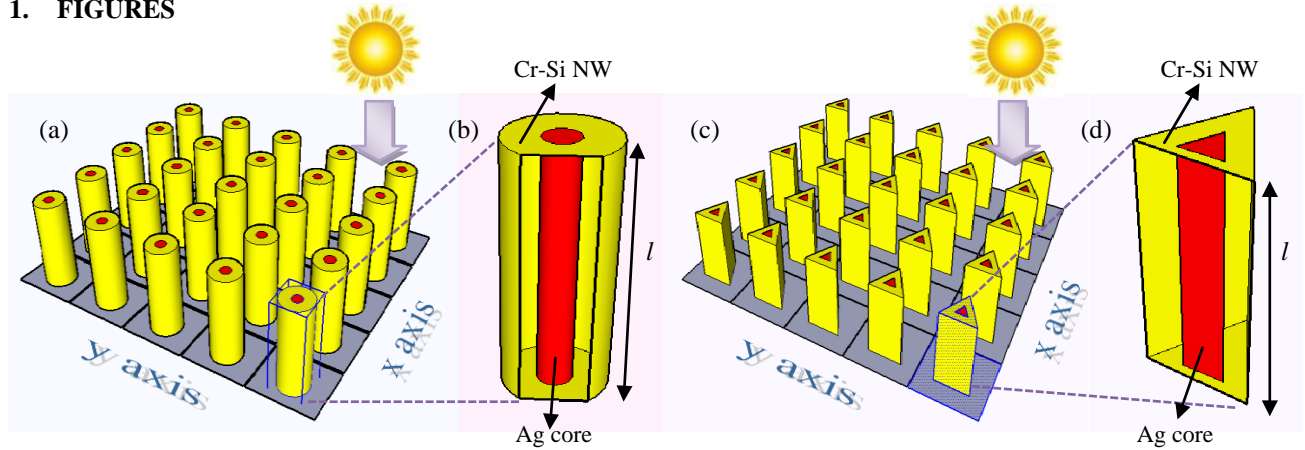 1. FIGURES
Cr-Si NW
Cr-Si NW
(a)
(b)
(c)
(d)
l
l
y axis
x axis
y axis
x axis
Ag core
Ag core